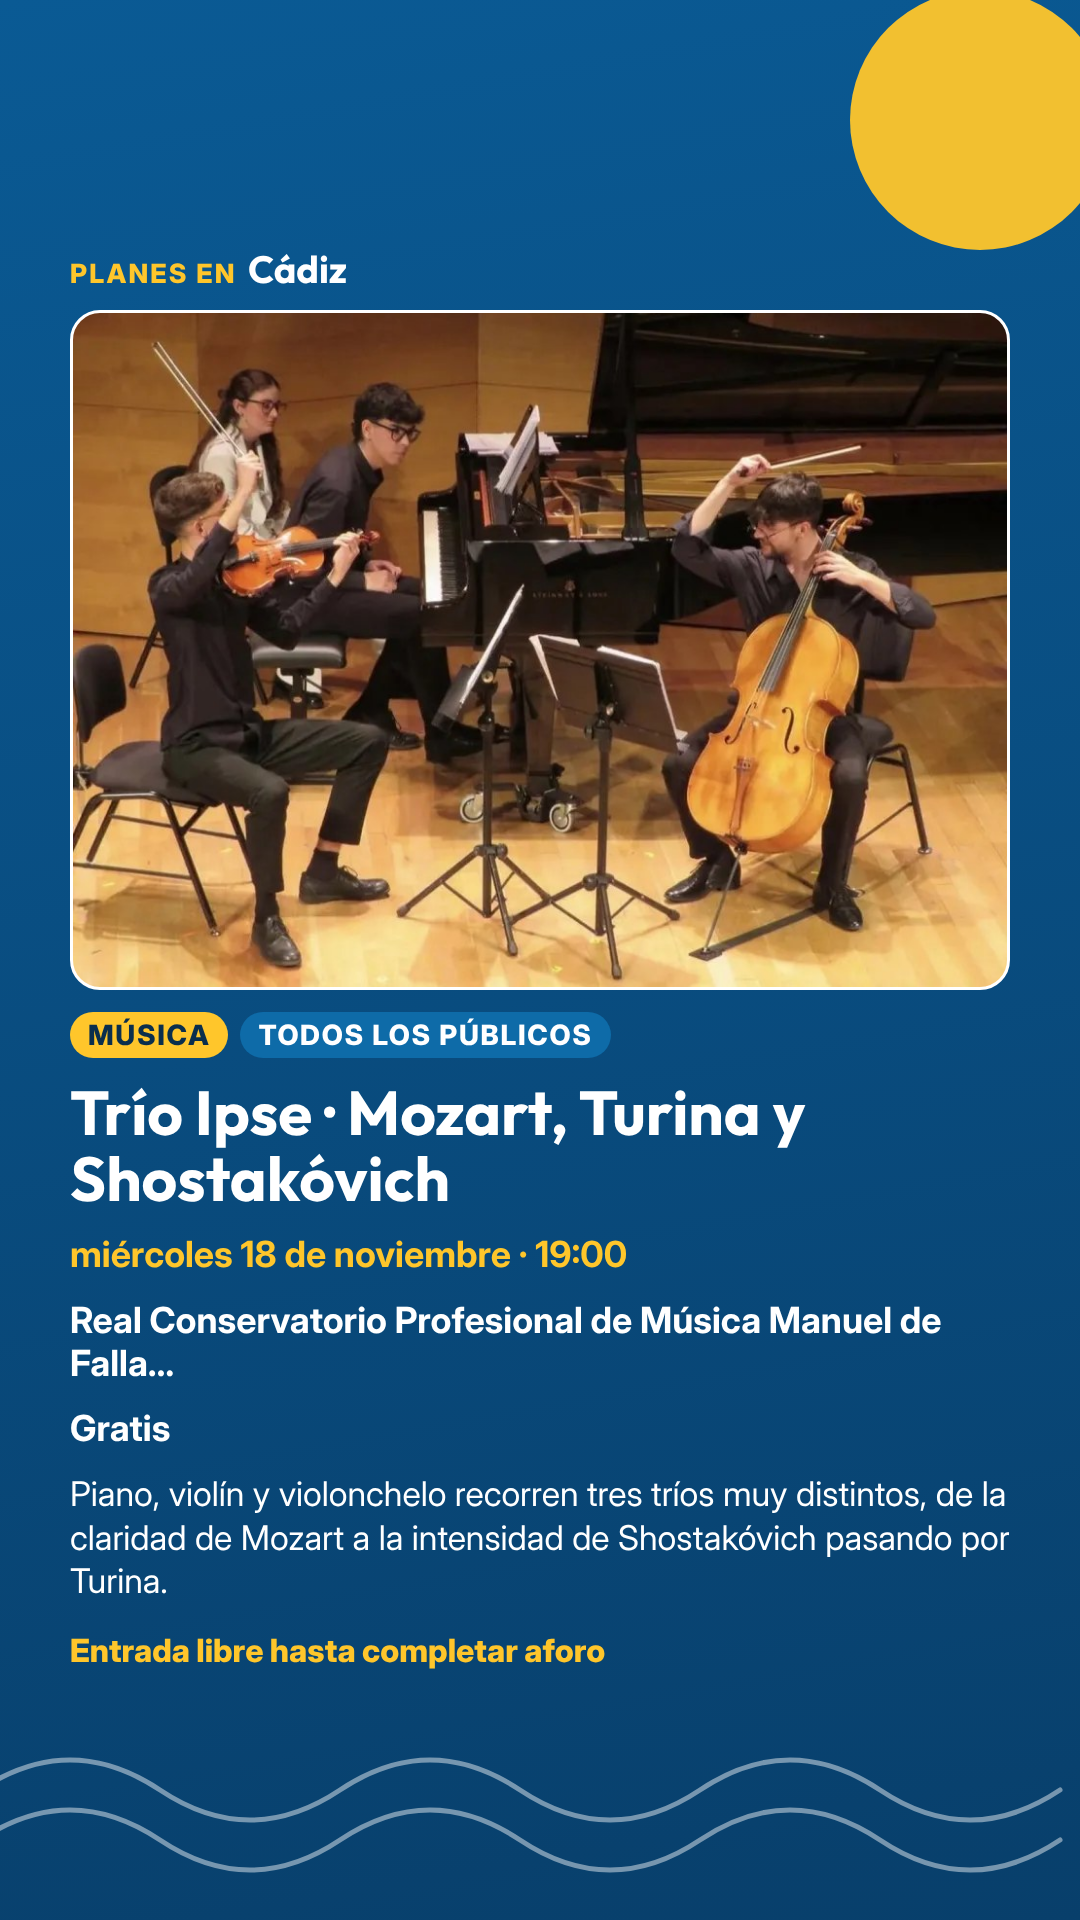 PLANES EN Cádiz
STEINWAY & SONS
MÚSICA TODOS LOS PÚBLICOS
Trío Ipse · Mozart, Turina y
Shostakóvich
miércoles 18 de noviembre · 19:00
Real Conservatorio Profesional de Música Manuel de
Falla...
Gratis
Piano, violín y violonchelo recorren tres tríos muy distintos, de la
claridad de Mozart a la intensidad de Shostakóvich pasando por
Turina.
Entrada libre hasta completar aforo